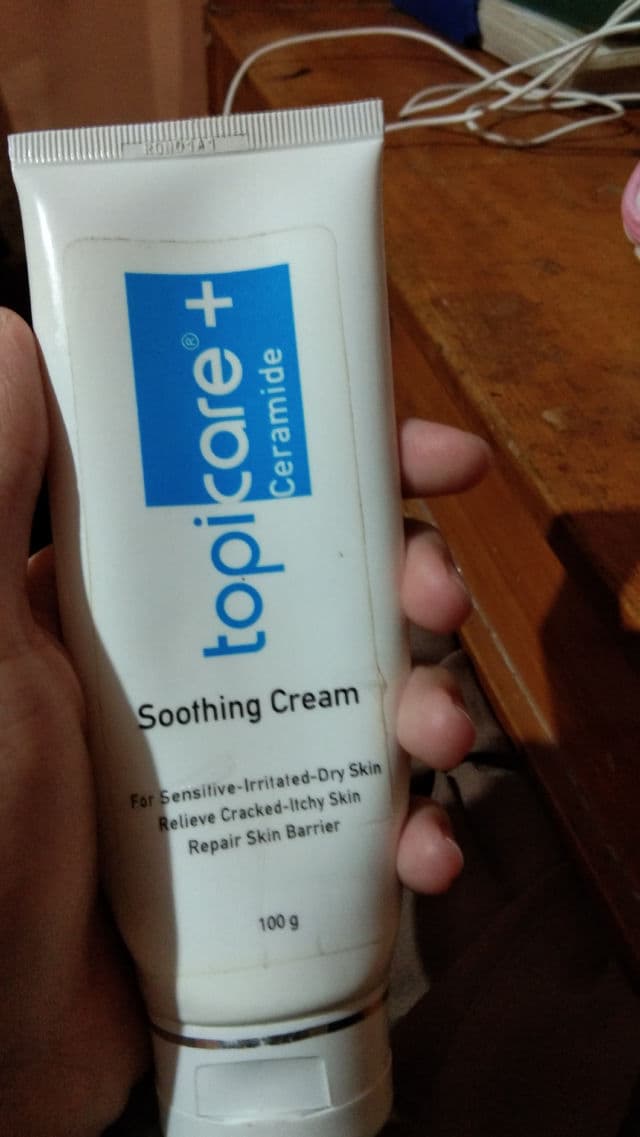 topicare® +
Ceramide
Soothing Cream
For Sensitive-Irritated-Dry Skin
Relieve Cracked-Itchy Skin
Repair Skin Barrier
100 g